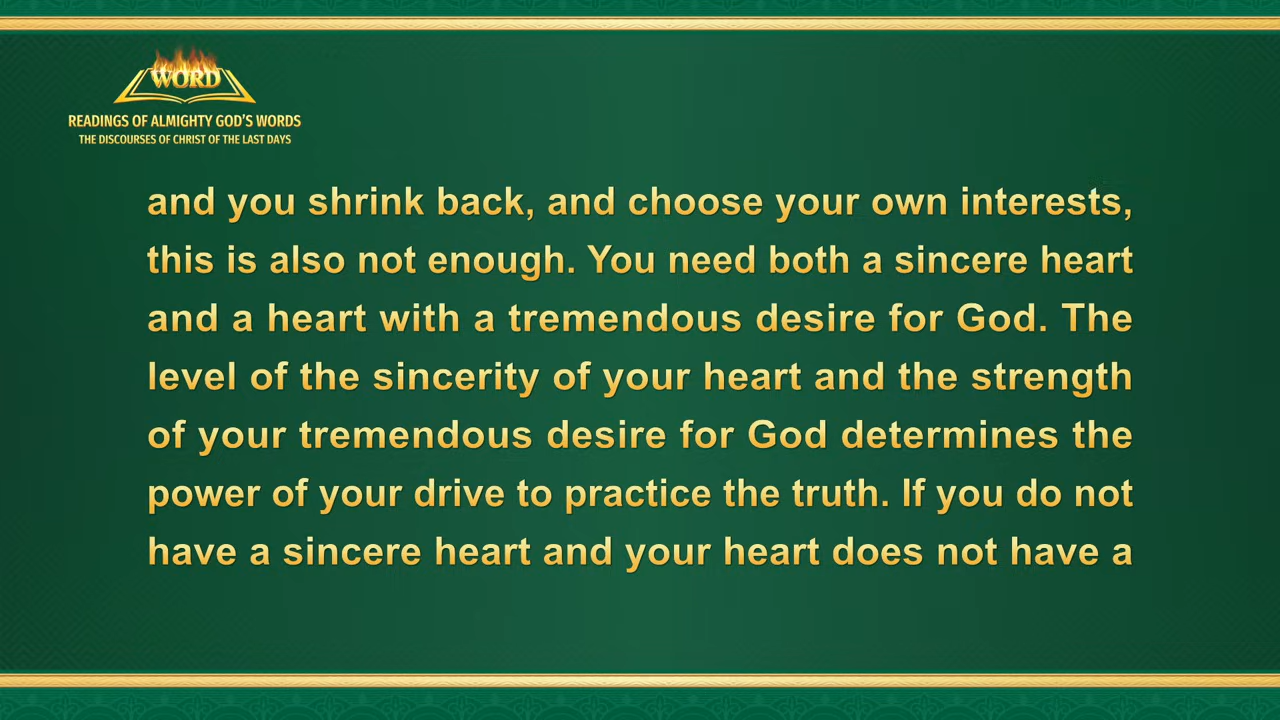 WORD
READINGS OF ALMIGHTY GOD'S WORDS
THE DISCOURSES OF CHRIST OF THE LAST DAYS
and you shrink back, and choose your own interests,
this is also not enough. You need both a sincere heart
and a heart with a tremendous desire for God. The
level of the sincerity of your heart and the strength
of your tremendous desire for God determines the
power of your drive to practice the truth. If you do not
have a sincere heart and your heart does not have a